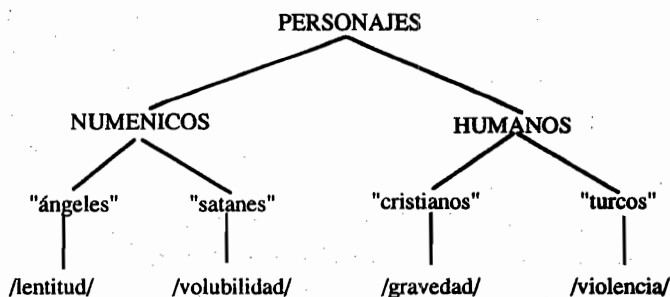 PERSONAJES
NUMENICOS HUMANOS
"ángeles" "satanes" "cristianos" "turcos"
/lentitud/ /volubilidad/ /gravedad/ /violencia/